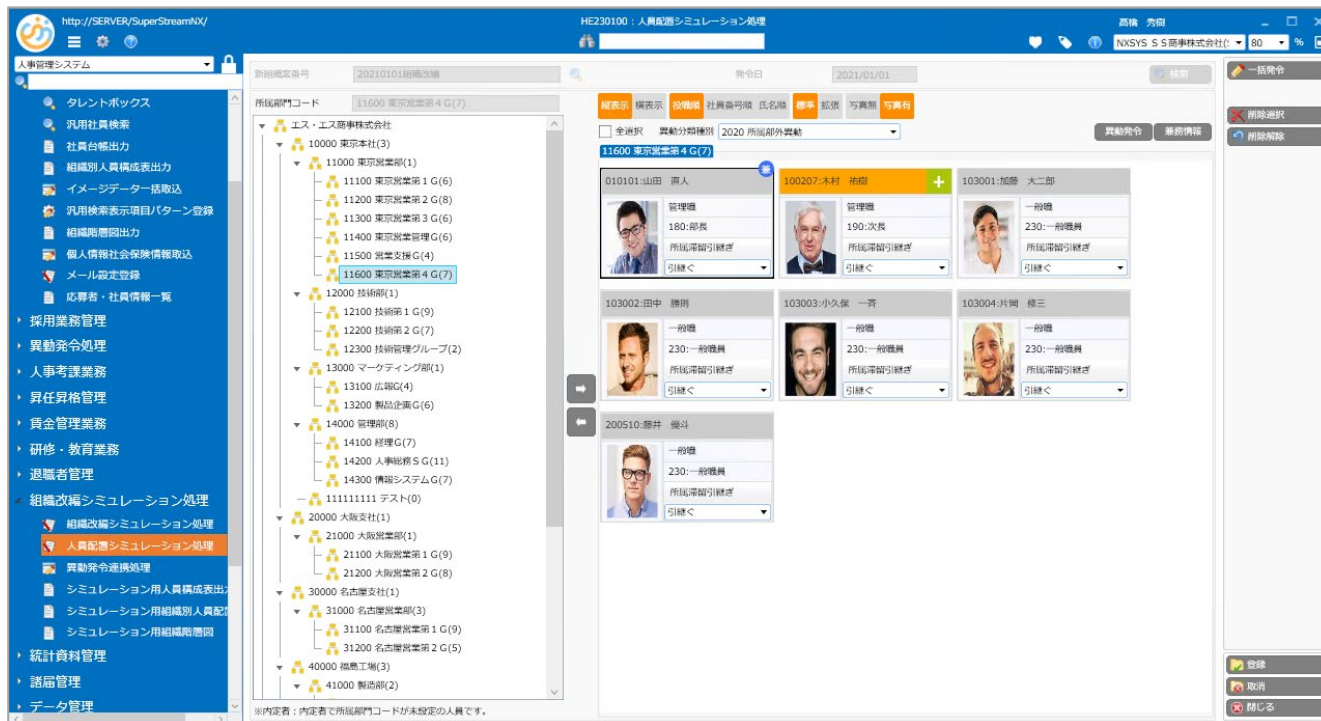 http://SERVER/SuperStreamNX/
HE230100：人員配置シミュレーション処理
高橋 秀樹
NXSYS ＳＳ商事株式会社(:
80
%
人事管理システム
タレントボックス
汎用社員検索
社員台帳出力
組織別人員構成表出力
イメージデータ一括取込
汎用検索表示項目パターン登録
組織階層図出力
個人情報社会保険情報取込
メール設定登録
応募者・社員情報一覧
採用業務管理
異動発令処理
人事考課業務
昇任昇格管理
賃金管理業務
研修・教育業務
退職者管理
組織改編シミュレーション処理
組織改編シミュレーション処理
人員配置シミュレーション処理
異動発令連携処理
シミュレーション用人員構成表出力
シミュレーション用組織別人員配置
シミュレーション用組織階層図
統計資料管理
諸届管理
データ管理
新組織案番号
20210101組織改編
発令日
2021/01/01
検索
所属部門コード
11600 東京営業第４G(7)
エス・エス商事株式会社
10000 東京本社(3)
11000 東京営業部(1)
11100 東京営業第１G(6)
11200 東京営業第２G(8)
11300 東京営業第３G(6)
11400 東京営業管理G(6)
11500 営業支援G(4)
11600 東京営業第４G(7)
12000 技術部(1)
12100 技術第１G(9)
12200 技術第２G(7)
12300 技術管理グループ(2)
13000 マーケティング部(1)
13100 広報G(4)
13200 製品企画G(6)
14000 管理部(8)
14100 経理G(7)
14200 人事総務ＳG(11)
14300 情報システムG(7)
111111111 テスト(0)
20000 大阪支社(1)
21000 大阪営業部(1)
21100 大阪営業第１G(9)
21200 大阪営業第２G(8)
30000 名古屋支社(1)
31000 名古屋営業部(3)
31100 名古屋営業第１G(9)
31200 名古屋営業第２G(5)
40000 福島工場(3)
41000 製造部(2)
※内定者：内定者で所属部門コードが未設定の人員です。
縦表示 横表示 役職順 社員番号順 氏名順 標準 拡張 写真無 写真有
全選択 異動分類種別 2020 所属部外異動
異動発令 兼務情報
11600 東京営業第４G(7)
010101:山田 直人
管理職
180:部長
所属滞留引継ぎ
引継ぐ
100207:木村 祐樹
管理職
190:次長
所属滞留引継ぎ
引継ぐ
103001:加藤 大二郎
一般職
230:一般職員
所属滞留引継ぎ
引継ぐ
103002:田中 勝則
一般職
230:一般職員
所属滞留引継ぎ
引継ぐ
103003:小久保 一斉
一般職
230:一般職員
所属滞留引継ぎ
引継ぐ
103004:片岡 修三
一般職
230:一般職員
所属滞留引継ぎ
引継ぐ
200510:藤井 優斗
一般職
230:一般職員
所属滞留引継ぎ
引継ぐ
一括発令
削除選択
削除解除
登録
取消
閉じる